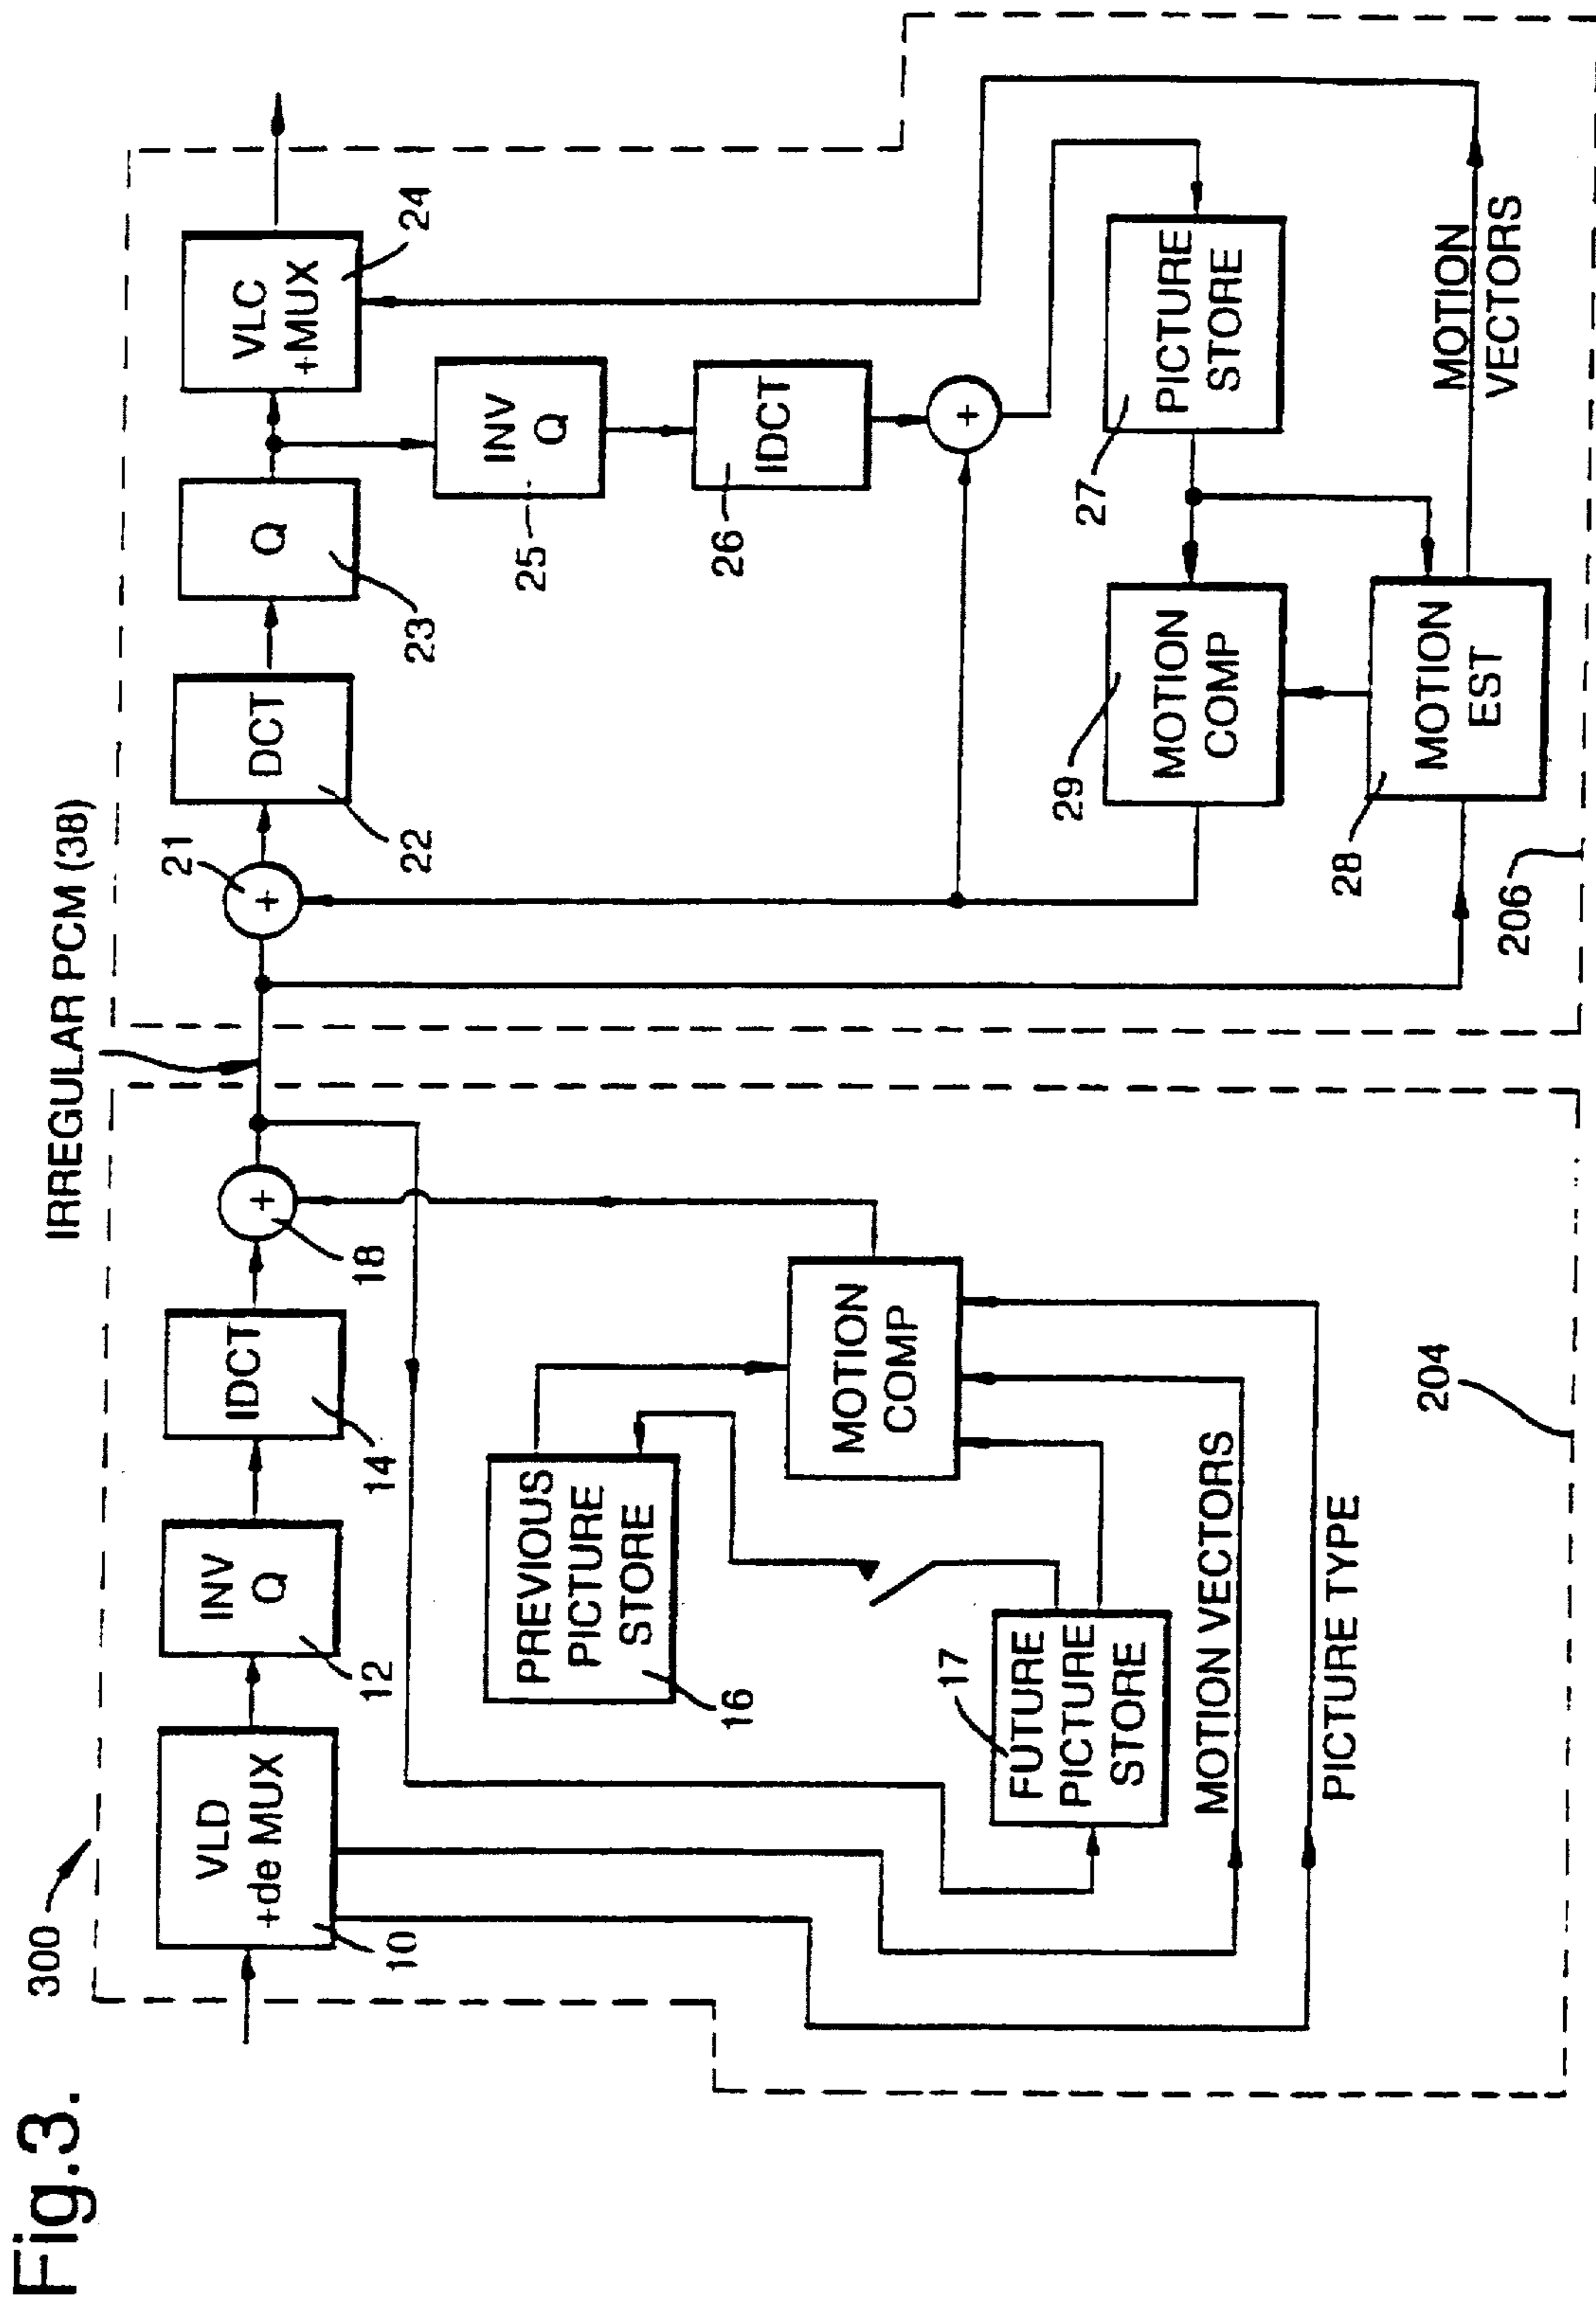 Fig.3.
300
IRREGULAR PCM (38)
VLD
+de MUX
10
INV
Q
12
IDCT
14
+
18
PREVIOUS
PICTURE
STORE
16
FUTURE
PICTURE
STORE
17
MOTION
COMP
MOTION VECTORS
PICTURE TYPE
204
+
21
DCT
22
Q
23
VLC
+MUX
24
INV
Q
25
IDCT
26
+
PICTURE
STORE
27
MOTION
COMP
29
MOTION
EST
28
MOTION
VECTORS
206